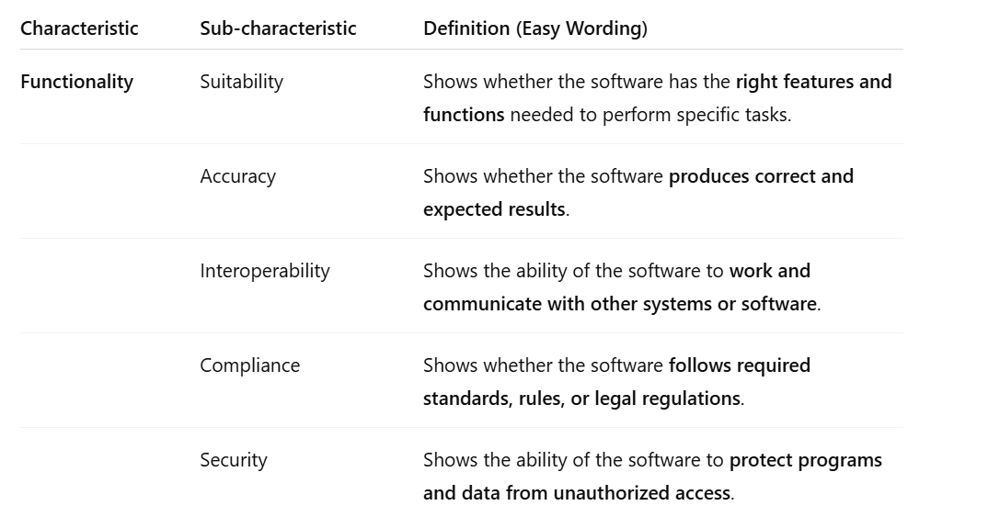 Characteristic Sub-characteristic Definition (Easy Wording)
Functionality Suitability Shows whether the software has the right features and
functions needed to perform specific tasks.
Accuracy Shows whether the software produces correct and
expected results.
Interoperability Shows the ability of the software to work and
communicate with other systems or software.
Compliance Shows whether the software follows required
standards, rules, or legal regulations.
Security Shows the ability of the software to protect programs
and data from unauthorized access.